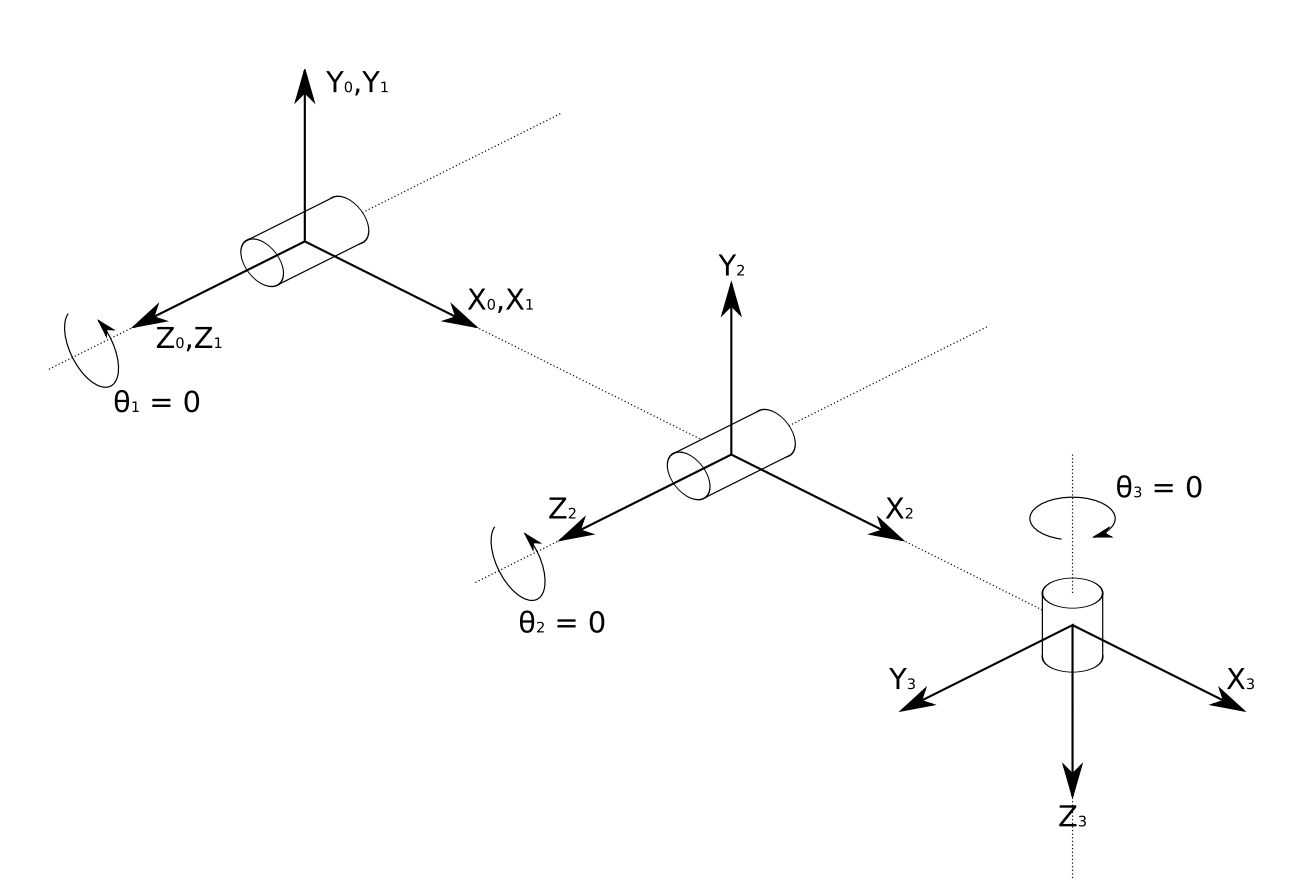 Y₀,Y₁
X₀,X₁
Z₀,Z₁
θ₁ = 0
Y₂
Z₂
X₂
θ₂ = 0
θ₃ = 0
Y₃
X₃
Z₃